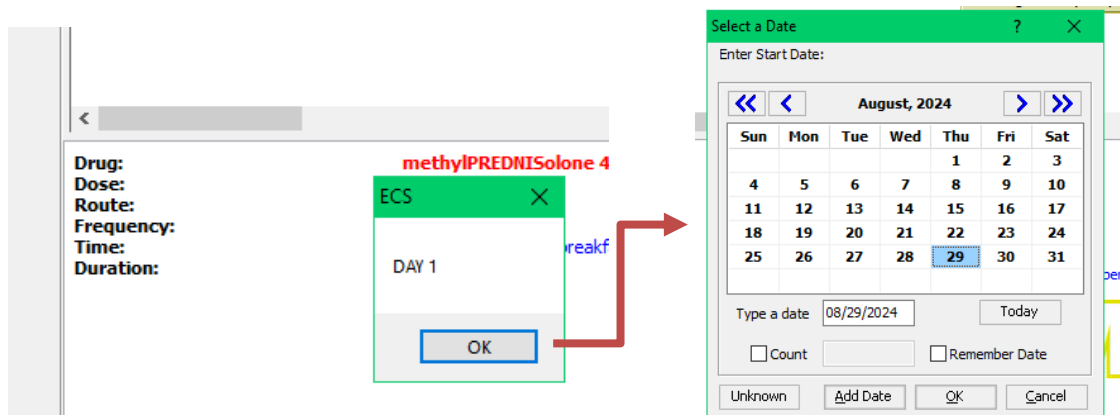 Drug:
methylPREDNISolone 4
Dose:
Route:
Frequency:
Time:
Duration:
ECS
DAY 1
OK
Select a Date ?
Enter Start Date:
August, 2024
Sun Mon Tue Wed Thu Fri Sat
1 2 3
4 5 6 7 8 9 10
11 12 13 14 15 16 17
18 19 20 21 22 23 24
25 26 27 28 29 30 31
Type a date 08/29/2024 Today
Count Remember Date
Unknown Add Date OK Cancel